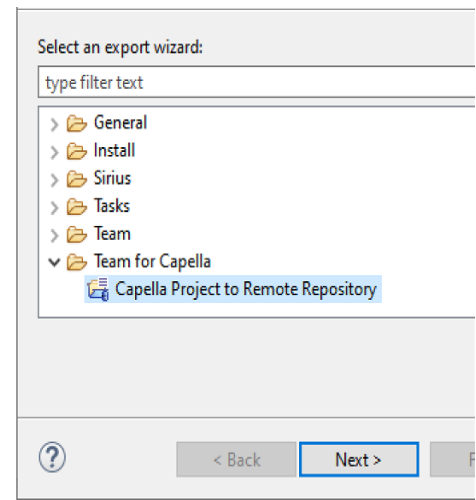 Select an export wizard:
type filter text
General
Install
Sirius
Tasks
Team
Team for Capella
Capella Project to Remote Repository
< Back Next >